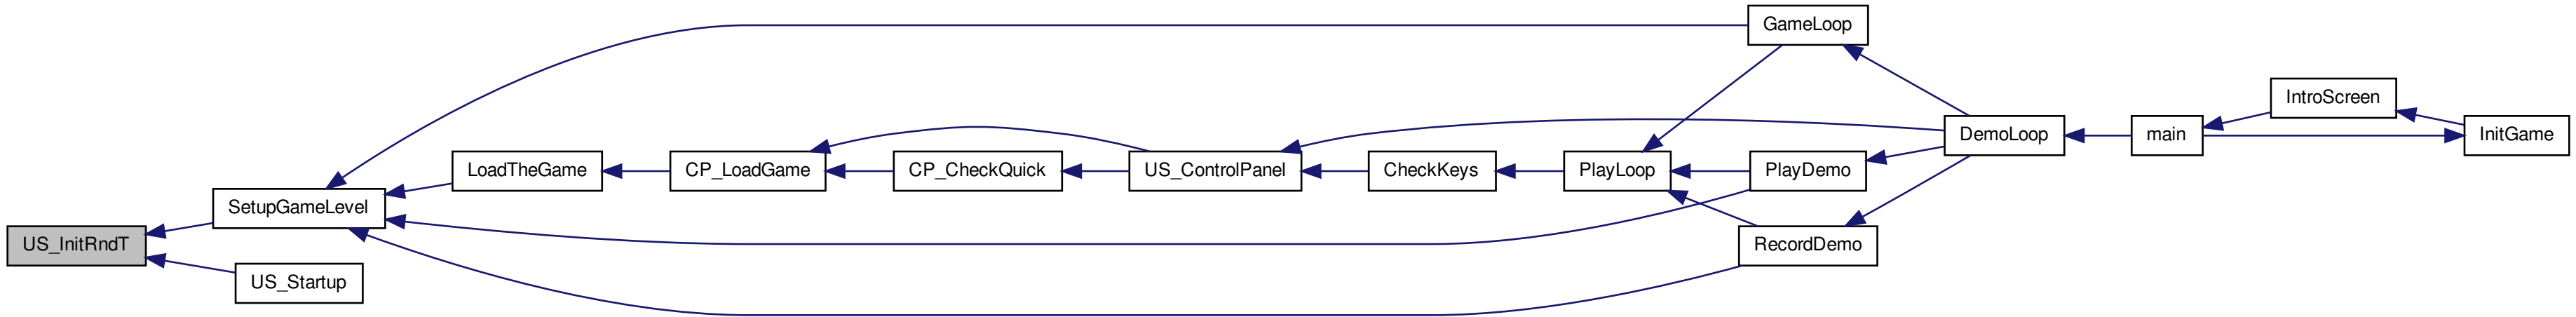 GameLoop
IntroScreen
DemoLoop
main
InitGame
LoadTheGame
CP_LoadGame
CP_CheckQuick
US_ControlPanel
CheckKeys
PlayLoop
PlayDemo
SetupGameLevel
US_InitRndT
RecordDemo
US_Startup